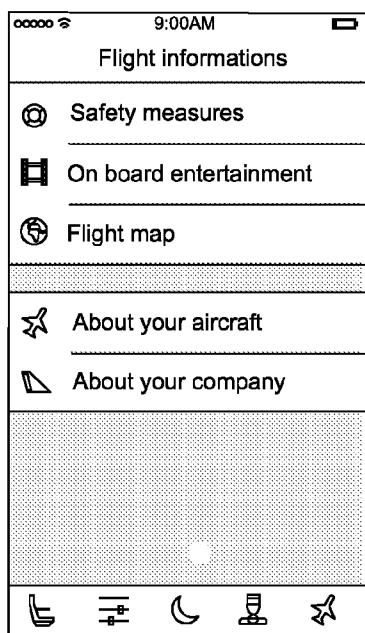 9:00AM
Flight informations
Safety measures
On board entertainment
Flight map
About your aircraft
About your company